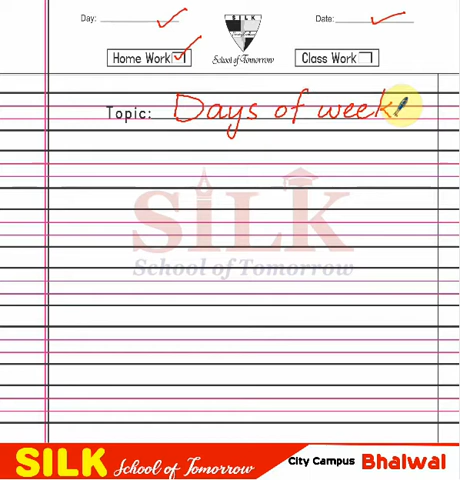 Day: SILK Date:
School of Tomorrow
Home Work Class Work
Topic: Days of week
SiLK
School of Tomorrow
SILK School of Tomorrow City Campus Bhalwal